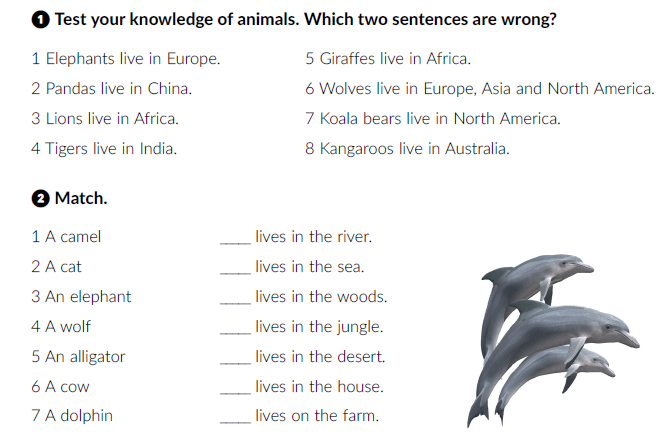 1 Test your knowledge of animals. Which two sentences are wrong?
1 Elephants live in Europe.
2 Pandas live in China.
3 Lions live in Africa.
4 Tigers live in India.
5 Giraffes live in Africa.
6 Wolves live in Europe, Asia and North America.
7 Koala bears live in North America.
8 Kangaroos live in Australia.
2 Match.
1 A camel
2 A cat
3 An elephant
4 A wolf
5 An alligator
6 A cow
7 A dolphin
____ lives in the river.
____ lives in the sea.
____ lives in the woods.
____ lives in the jungle.
____ lives in the desert.
____ lives in the house.
____ lives on the farm.